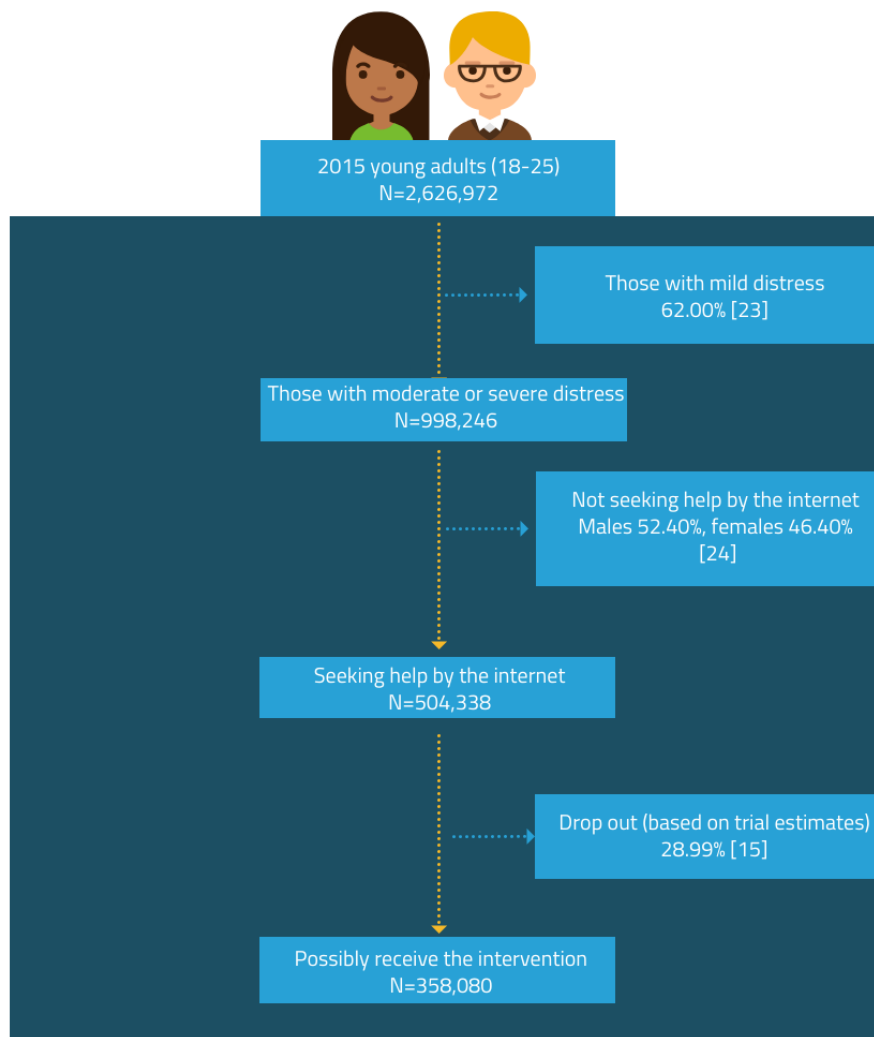 2015 young adults (18-25)
N=2,626,972
Those with mild distress
62.00% [23]
Those with moderate or severe distress
N=998,246
Not seeking help by the internet
Males 52.40%, females 46.40%
[24]
Seeking help by the internet
N=504,338
Drop out (based on trial estimates)
28.99% [15]
Possibly receive the intervention
N=358,080